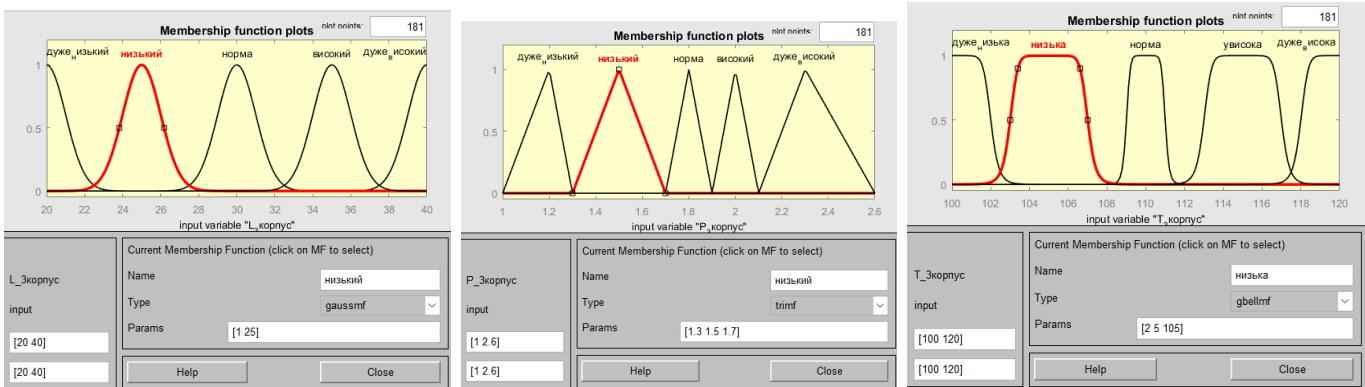 Membership function plots
plot points:
181
дуже_низький
низький
норма
високий
дуже_високий
1
0.5
0
20 22 24 26 28 30 32 34 36 38 40
input variable "L_3корпус"
Current Membership Function (click on MF to select)
L_3корпус
Name
низький
input
Type
gaussmf
Params
[1 25]
[20 40]
[20 40]
Help
Close
Membership function plots
plot points:
181
дуже_низький
низький
норма
високий
дуже_високий
1
0.5
0
1 1.2 1.4 1.6 1.8 2 2.2 2.4 2.6
input variable "P_3корпус"
Current Membership Function (click on MF to select)
P_3корпус
Name
низький
input
Type
trimf
Params
[1.3 1.5 1.7]
[1 2.6]
[1 2.6]
Help
Close
Membership function plots
plot points:
181
дуже_низька
низька
норма
увисока
дуже_висока
1
0.5
0
100 102 104 106 108 110 112 114 116 118 120
input variable "T_3корпус"
Current Membership Function (click on MF to select)
T_3корпус
Name
низька
input
Type
gbellmf
Params
[2 5 105]
[100 120]
[100 120]
Help
Close